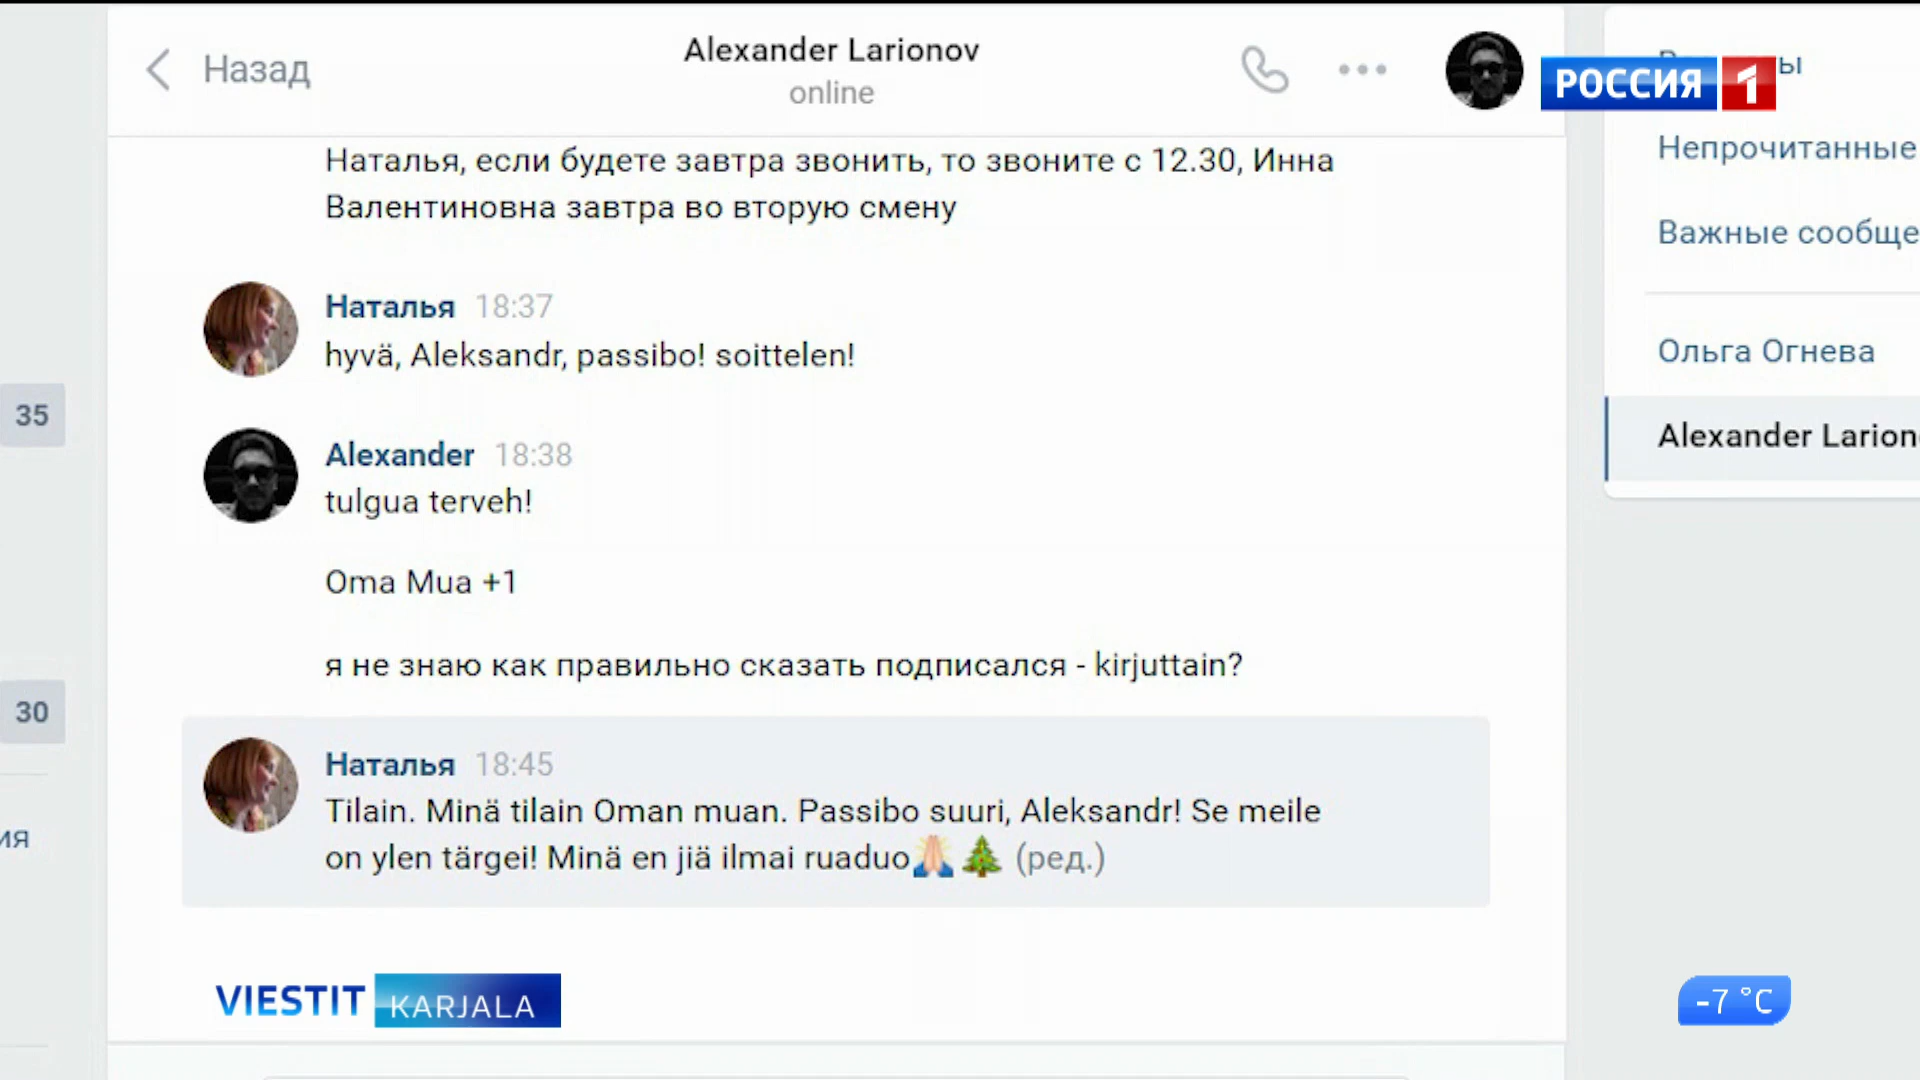 Назад
Alexander Larionov
online
РОССИЯ 1
Наталья, если будете завтра звонить, то звоните с 12.30, Инна
Валентиновна завтра во вторую смену
Непрочитанные
Важные сообще
Наталья 18:37
hyvä, Aleksandr, passibo! soittelen!
Ольга Огнева
35
Alexander Larion
Alexander 18:38
tulgua terveh!
Oma Mua +1
я не знаю как правильно сказать подписался - kirjuttain?
30
Наталья 18:45
Tilain. Minä tilain Oman muan. Passibo suuri, Aleksandr! Se meile
on ylen tärgei! Minä en jiä ilmai ruaduo🙏🎄 (ред.)
ия
VIESTIT KARJALA
-7 °C